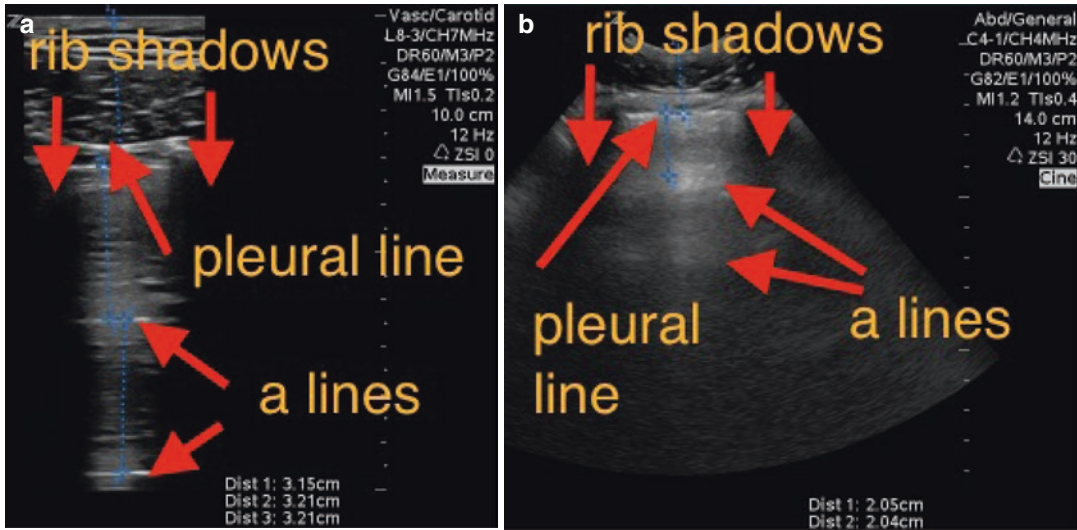 a
Z
rib shadows
Vasc/Carotid
L8-3/CH7MHz
DR60/M3/P2
G84/E1/100%
MI1.5 TIs0.2
10.0 cm
12 Hz
ZSI 0
Measure
pleural line
a lines
Dist 1: 3.15cm
Dist 2: 3.21cm
Dist 3: 3.21cm
b
Z
rib shadows
Abd/General
C4-1/CH4MHz
DR60/M3/P2
G82/E1/100%
MI1.2 TIs0.4
14.0 cm
12 Hz
ZSI 30
Cine
pleural
line
a lines
Dist 1: 2.05cm
Dist 2: 2.04cm